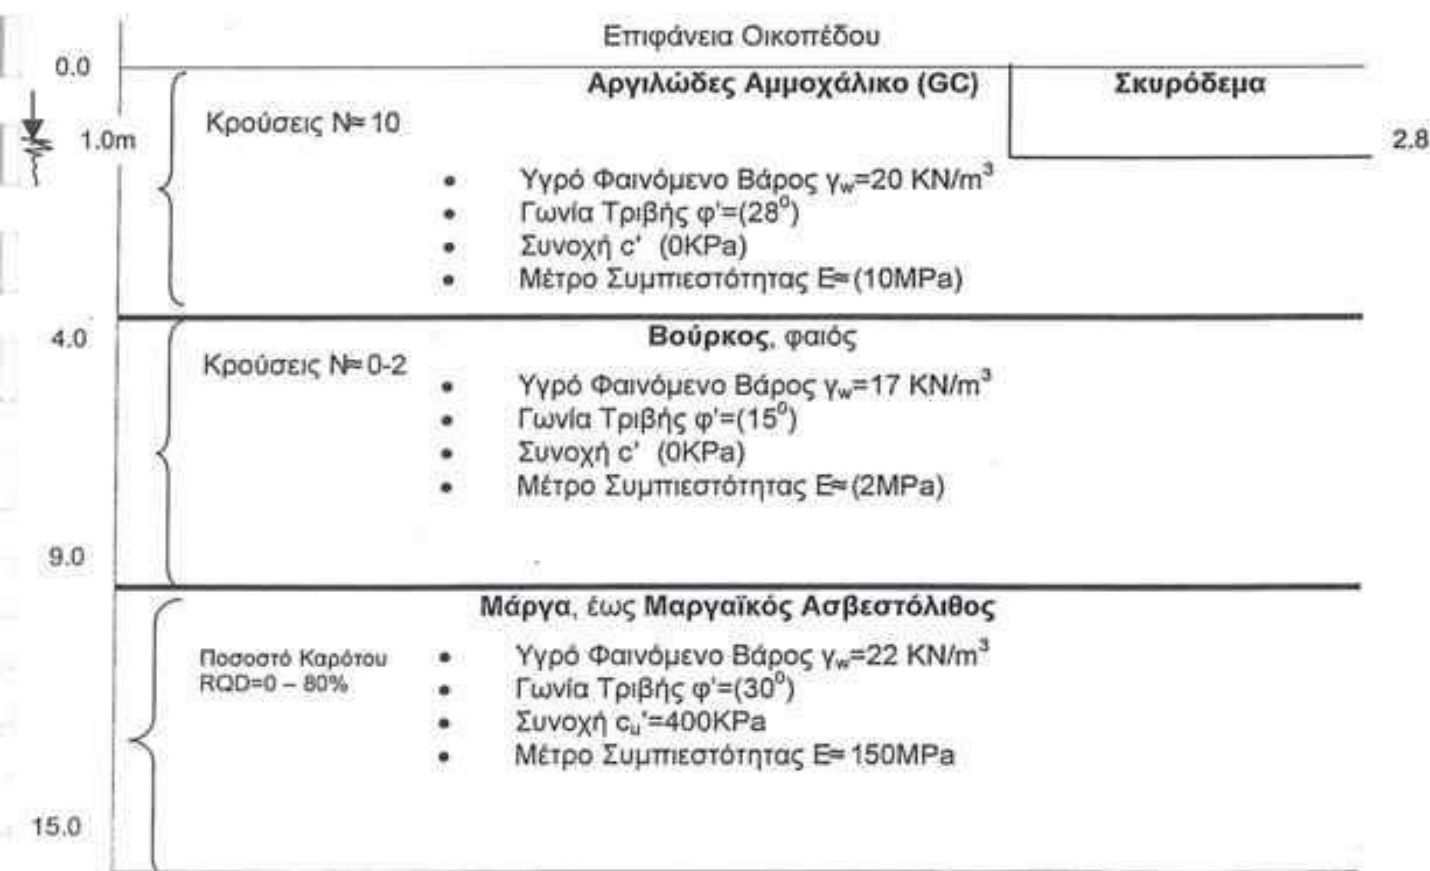 Επιφάνεια Οικοπέδου
0.0
Αργιλώδες Αμμοχάλικο (GC)
Σκυρόδεμα
Κρούσεις N≈10
1.0m
2.8
• Υγρό Φαινόμενο Βάρος γw=20 KN/m³
• Γωνία Τριβής φ'=(28⁰)
• Συνοχή c' (0KPa)
• Μέτρο Συμπιεστότητας E≈(10MPa)
4.0
Βούρκος, φαιός
Κρούσεις N≈0-2
• Υγρό Φαινόμενο Βάρος γw=17 KN/m³
• Γωνία Τριβής φ'=(15⁰)
• Συνοχή c' (0KPa)
• Μέτρο Συμπιεστότητας E≈(2MPa)
9.0
Μάργα, έως Μαργαϊκός Ασβεστόλιθος
Ποσοστό Καρότου
RQD=0 – 80%
• Υγρό Φαινόμενο Βάρος γw=22 KN/m³
• Γωνία Τριβής φ'=(30⁰)
• Συνοχή cu'=400KPa
• Μέτρο Συμπιεστότητας E≈150MPa
15.0